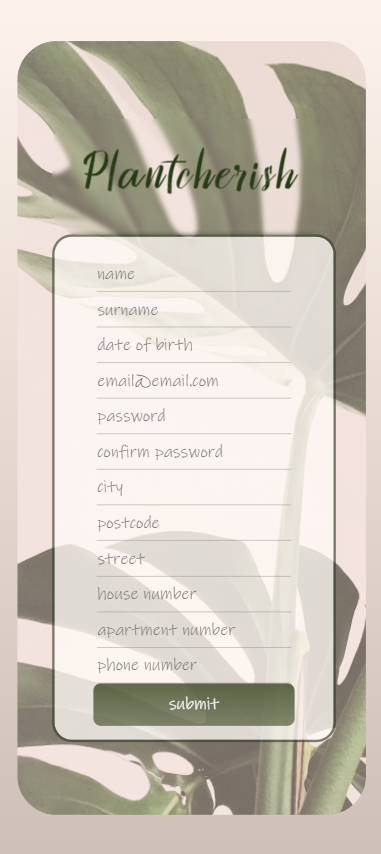 Plantcherish
name
surname
date of birth
email@email.com
password
confirm password
city
postcode
street
house number
apartment number
phone number
submit